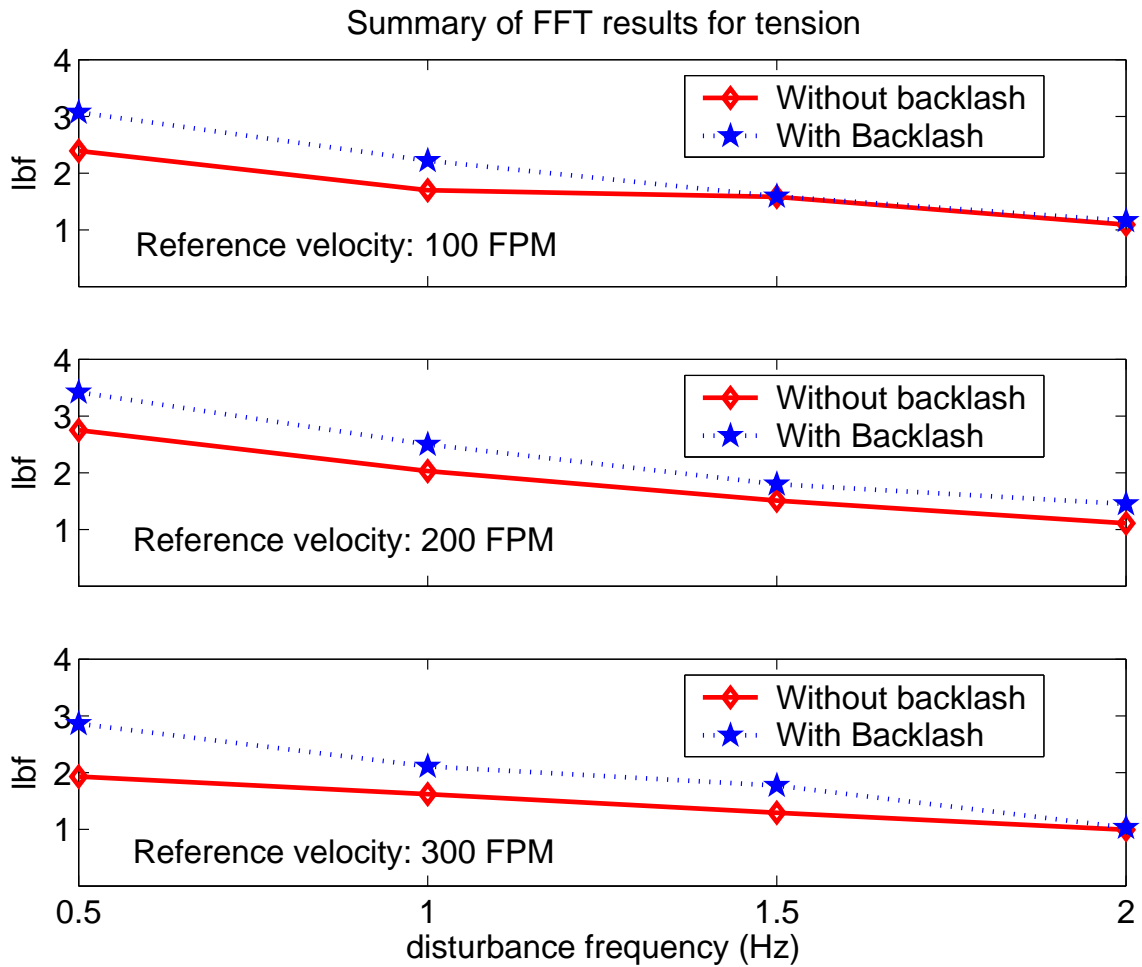 Summary of FFT results for tension
4
3
2
1
lbf
Without backlash
With Backlash
Reference velocity: 100 FPM
4
3
2
1
lbf
Without backlash
With Backlash
Reference velocity: 200 FPM
4
3
2
1
lbf
Without backlash
With Backlash
Reference velocity: 300 FPM
0.5 1 1.5 2
disturbance frequency (Hz)